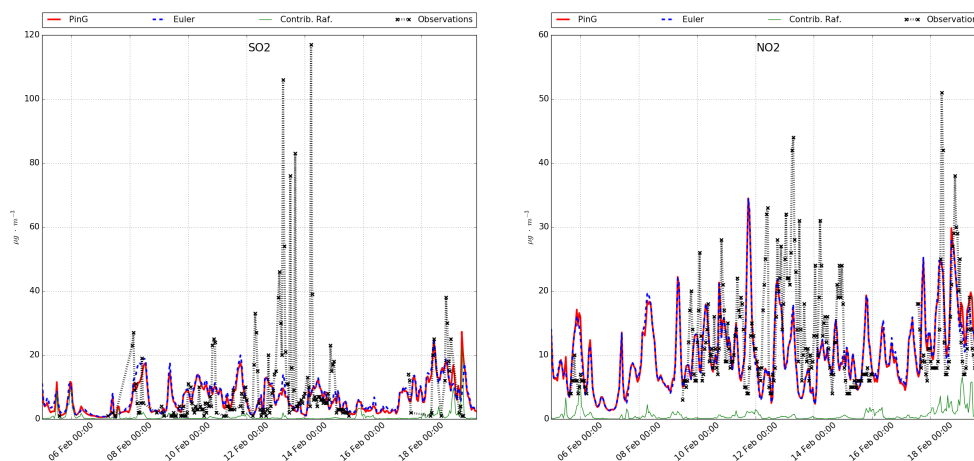 PinG Euler Contrib. Raf. Observations
SO2
120
100
80
60
40
20
0
μg · m⁻³
06 Feb 00:00 08 Feb 00:00 10 Feb 00:00 12 Feb 00:00 14 Feb 00:00 16 Feb 00:00 18 Feb 00:00
PinG Euler Contrib. Raf. Observations
NO2
60
50
40
30
20
10
0
μg · m⁻³
06 Feb 00:00 08 Feb 00:00 10 Feb 00:00 12 Feb 00:00 14 Feb 00:00 16 Feb 00:00 18 Feb 00:00